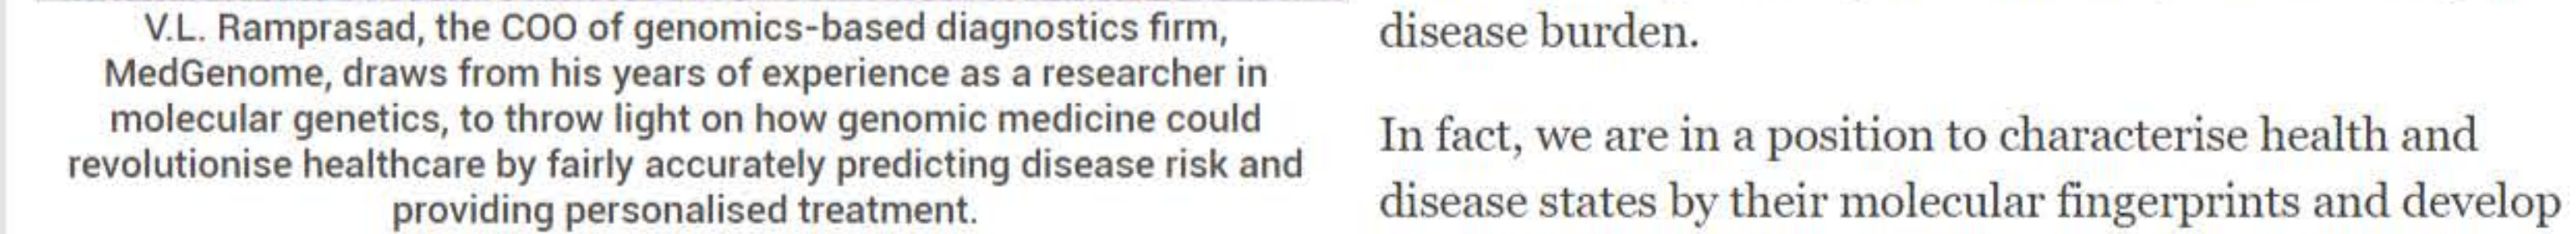 V.L. Ramprasad, the COO of genomics-based diagnostics firm,
MedGenome, draws from his years of experience as a researcher in
molecular genetics, to throw light on how genomic medicine could
revolutionise healthcare by fairly accurately predicting disease risk and
providing personalised treatment.
disease burden.
In fact, we are in a position to characterise health and
disease states by their molecular fingerprints and develop